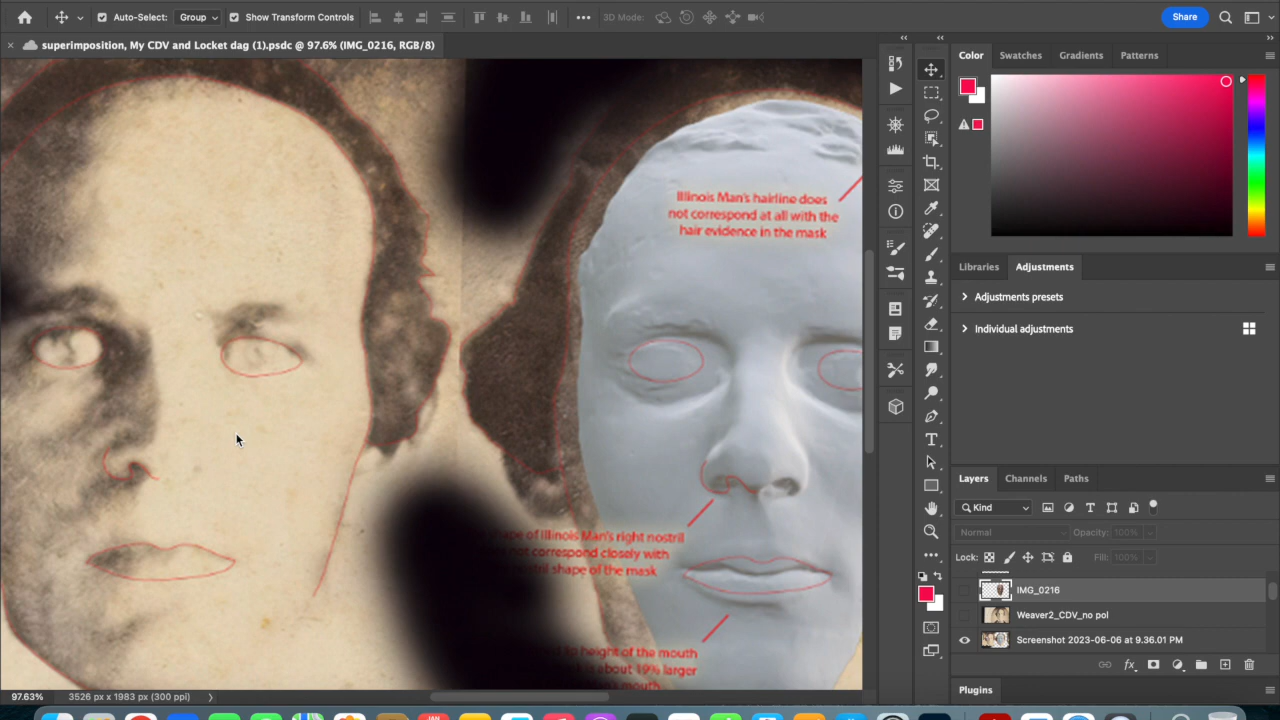 Auto-Select:
Group
Show Transform Controls
3D Mode:
Share
superimposition, My CDV and Locket dag (1).psdc @ 97.6% (IMG_0216, RGB/8)
Color
Swatches
Gradients
Patterns
Illinois Man's hairline does
not correspond at all with the
hair evidence in the mask
Libraries
Adjustments
Adjustments presets
Individual adjustments
of Illinois Man's right nostril
not correspond closely with
shape of the mask
height of the mouth
is about 19% larger
mouth
Layers
Channels
Paths
Kind
Normal
Opacity:
100%
Lock:
Fill:
100%
IMG_0216
Weaver2_CDV_no pol
Screenshot 2023-06-06 at 9.36.01 PM
fx
97.63%
3526 px x 1983 px (300 ppi)
Plugins
JAN